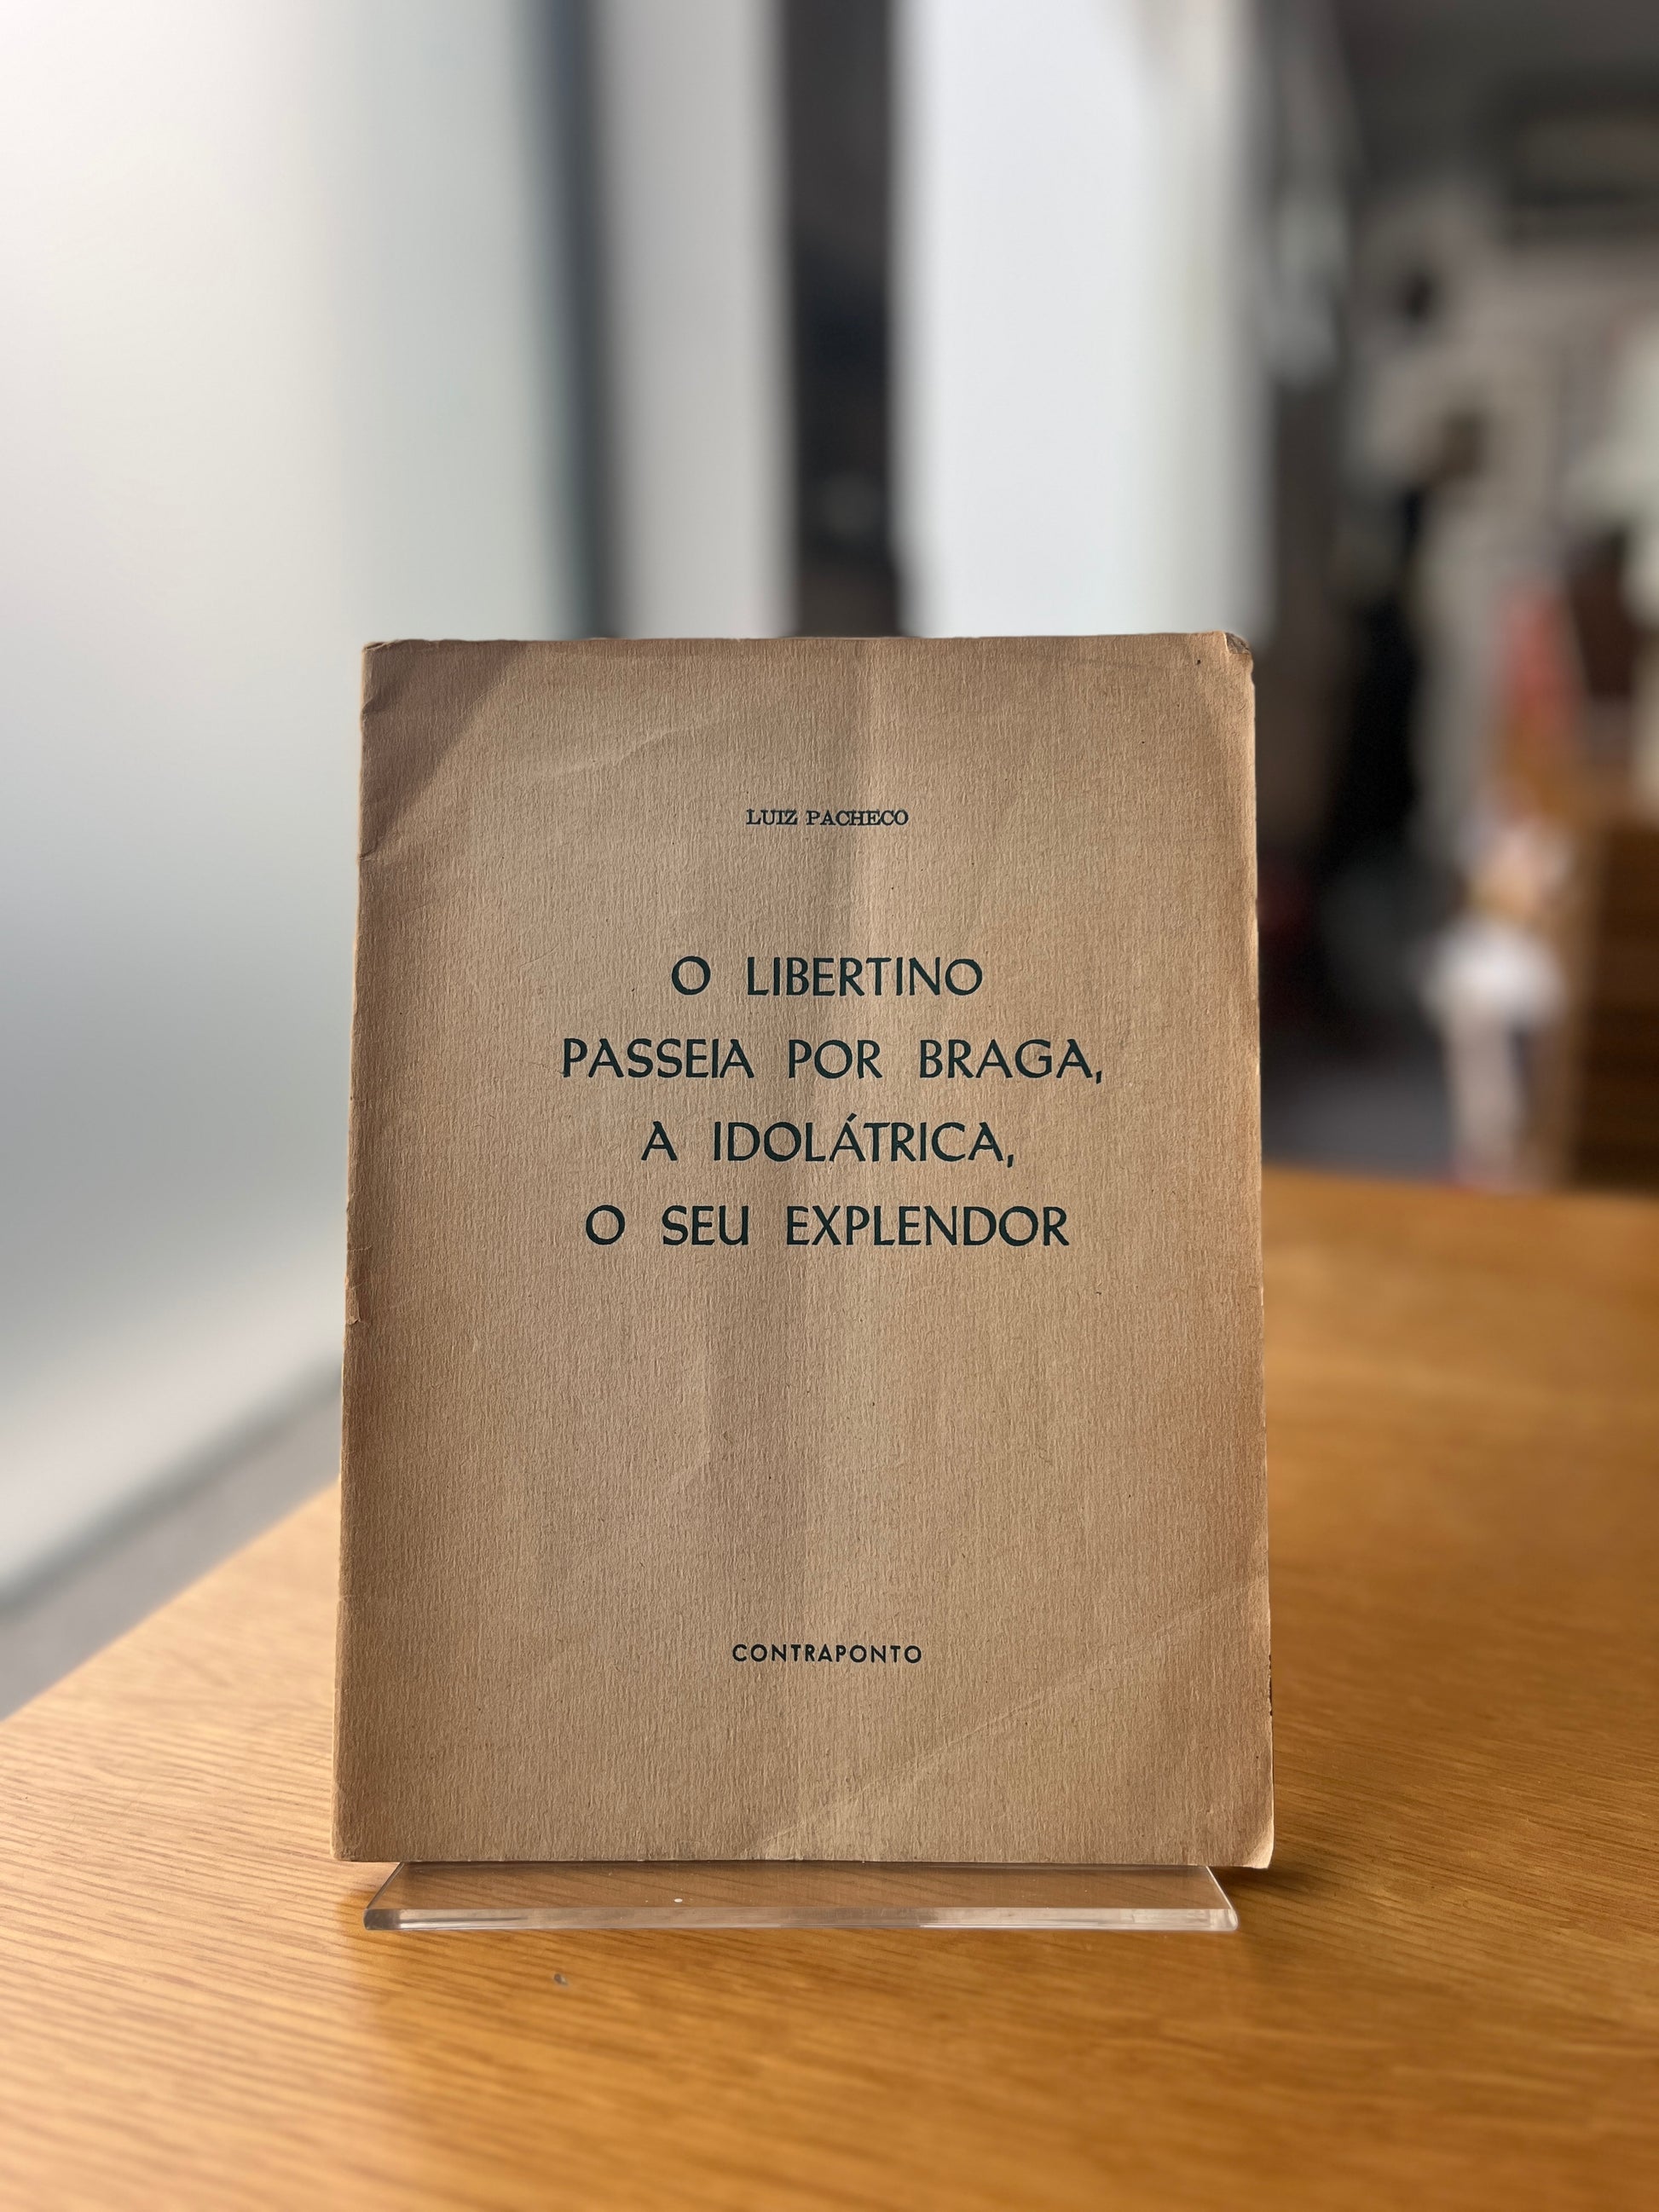 LUIZ PACHECO
O LIBERTINO
PASSEIA POR BRAGA,
A IDOLÁTRICA,
O SEU EXPLENDOR
CONTRAPONTO